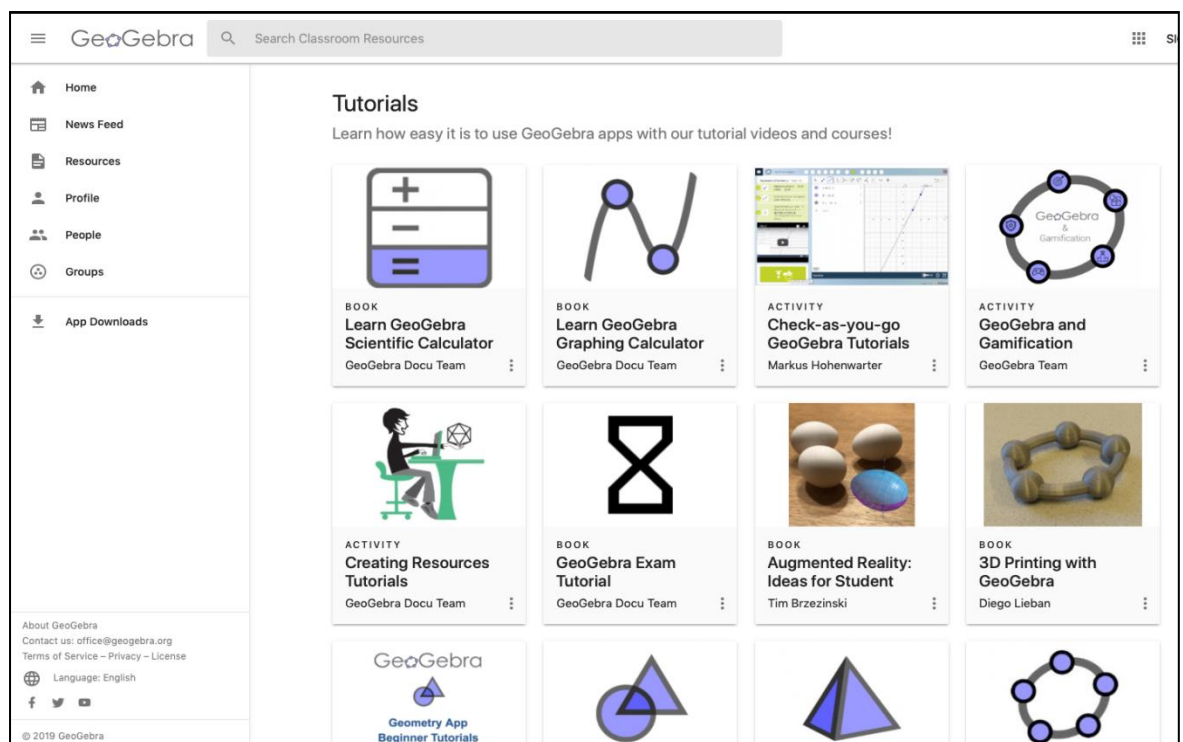 GeoGebra
Search Classroom Resources
Home
News Feed
Resources
Profile
People
Groups
App Downloads
About GeoGebra
Contact us: office@geogebra.org
Terms of Service – Privacy – License
Language: English
© 2019 GeoGebra
Tutorials
Learn how easy it is to use GeoGebra apps with our tutorial videos and courses!
BOOK
Learn GeoGebra
Scientific Calculator
GeoGebra Docu Team
BOOK
Learn GeoGebra
Graphing Calculator
GeoGebra Docu Team
ACTIVITY
Check-as-you-go
GeoGebra Tutorials
Markus Hohenwarter
GeoGebra
&
Gamification
ACTIVITY
GeoGebra and
Gamification
GeoGebra Team
ACTIVITY
Creating Resources
Tutorials
GeoGebra Docu Team
BOOK
GeoGebra Exam
Tutorial
GeoGebra Docu Team
BOOK
Augmented Reality:
Ideas for Student
Tim Brzezinski
BOOK
3D Printing with
GeoGebra
Diego Lieban
GeoGebra
Geometry App
Beginner Tutorials